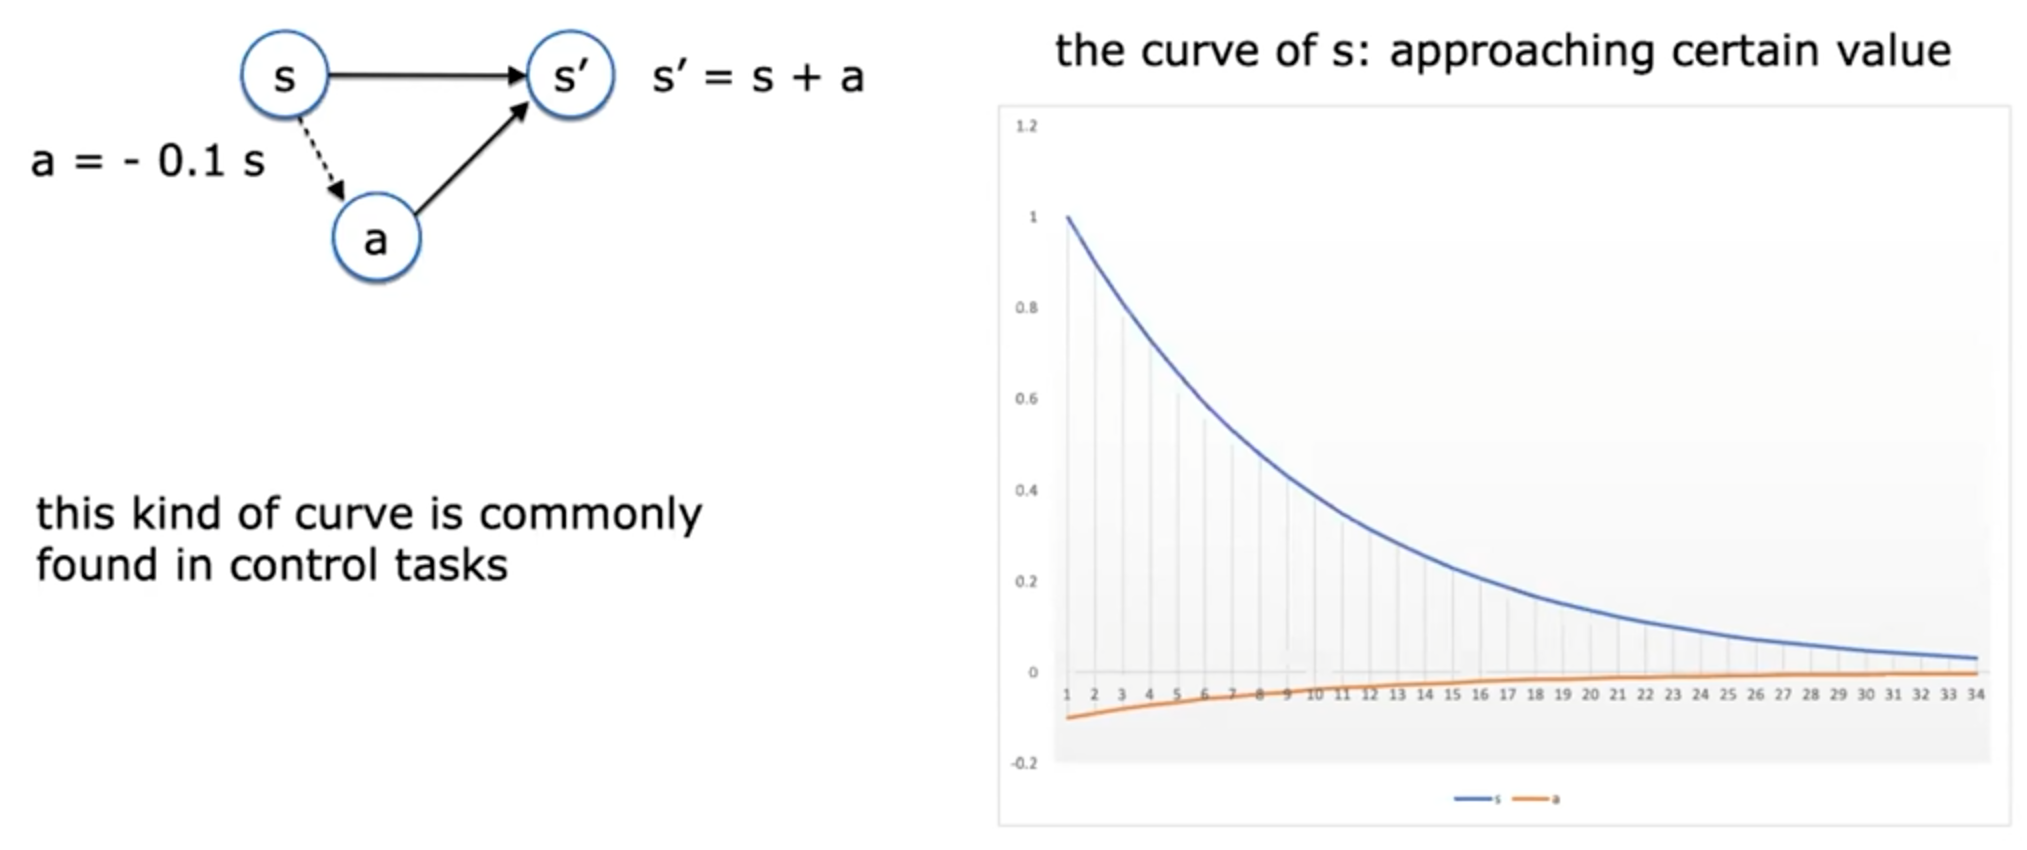 s
s′
s′ = s + a
a = - 0.1 s
a
this kind of curve is commonly
found in control tasks
the curve of s: approaching certain value
1.2
1
0.8
0.6
0.4
0.2
0
1 2 3 4 5 6 7 8 9 10 11 12 13 14 15 16 17 18 19 20 21 22 23 24 25 26 27 28 29 30 31 32 33 34
-0.2
s a